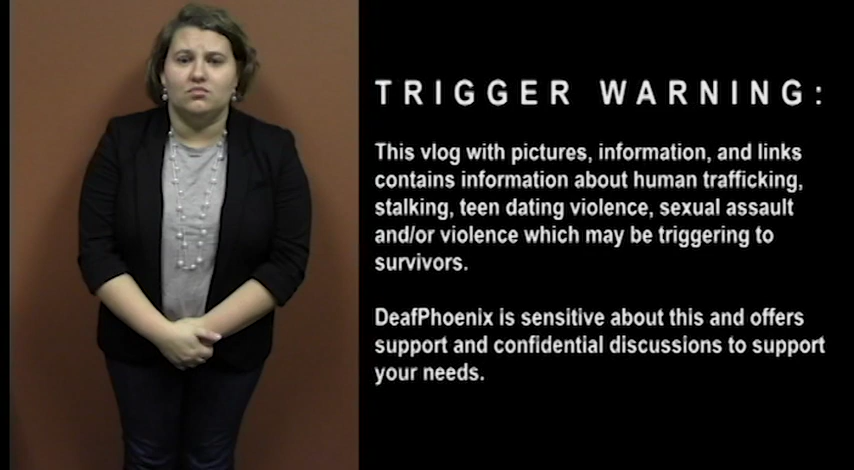 TRIGGER WARNING:
This vlog with pictures, information, and links
contains information about human trafficking,
stalking, teen dating violence, sexual assault
and/or violence which may be triggering to
survivors.
DeafPhoenix is sensitive about this and offers
support and confidential discussions to support
your needs.